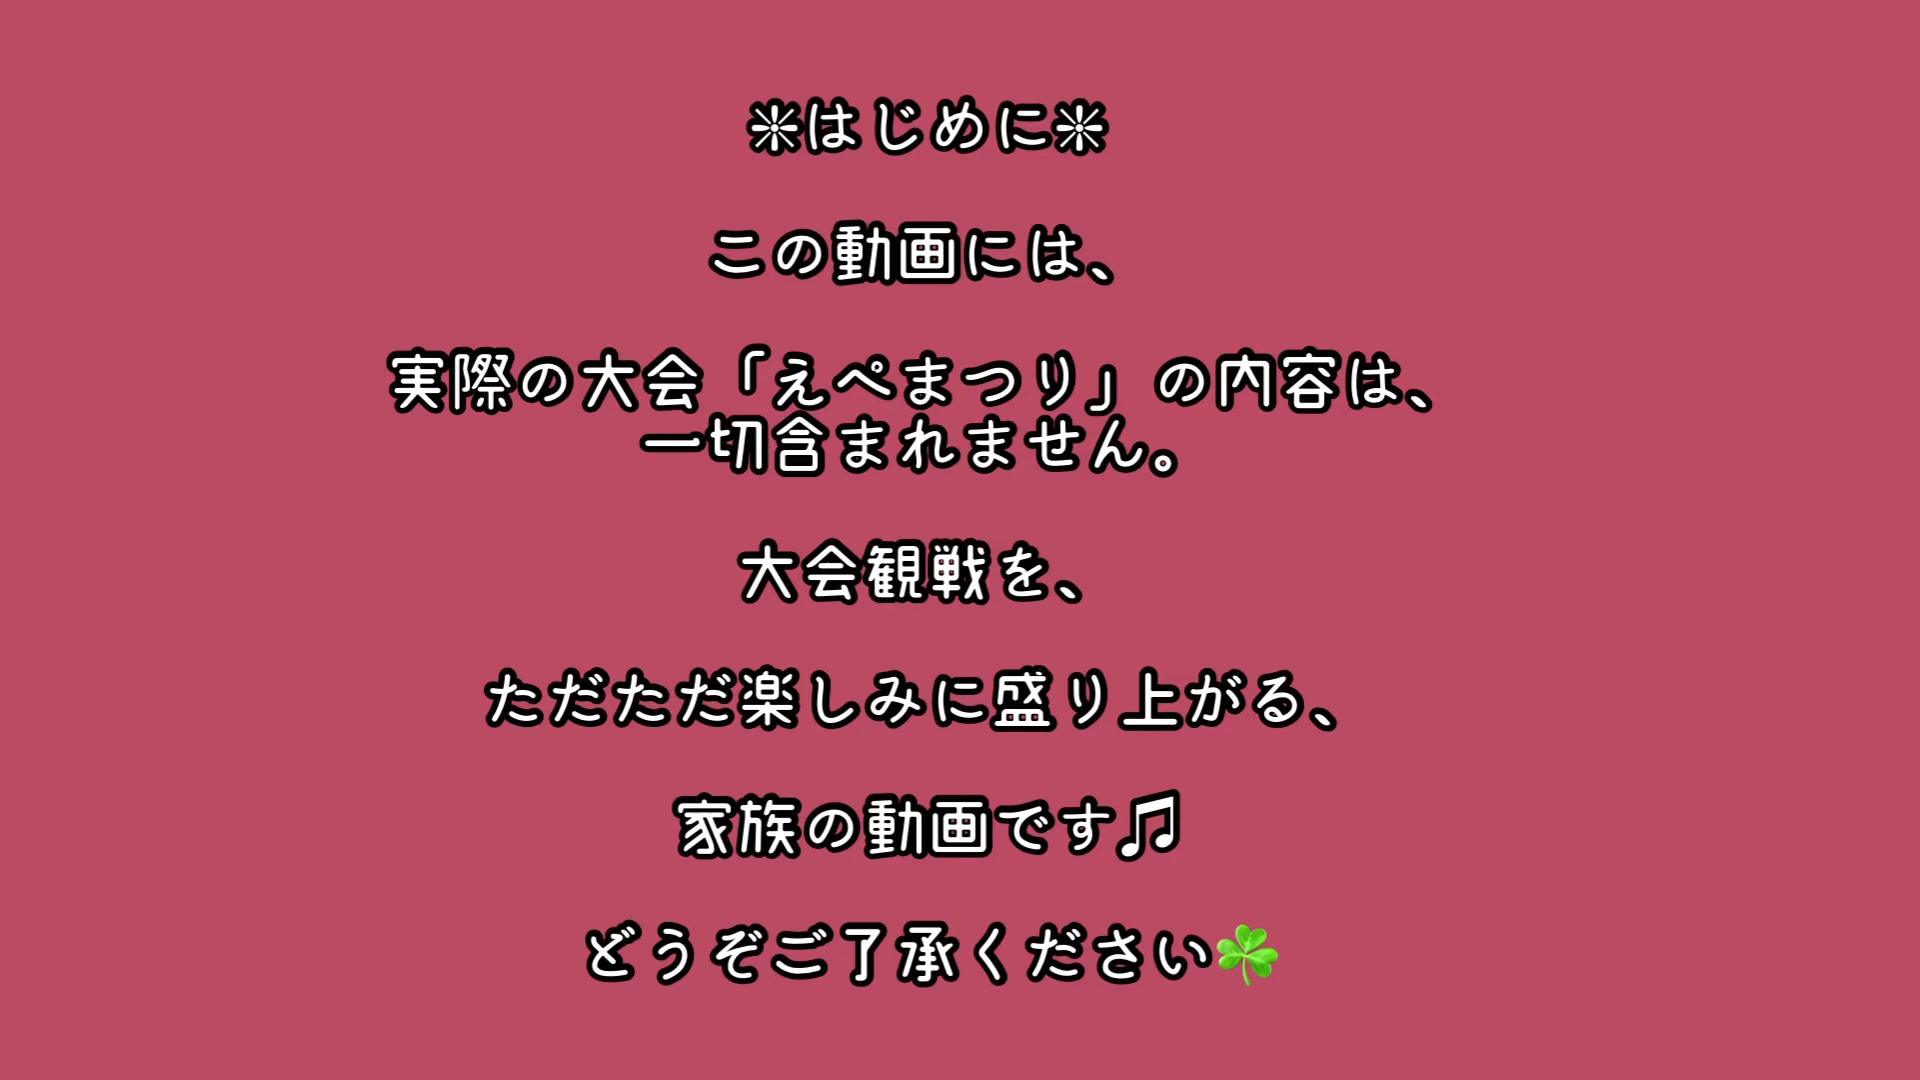 ❇はじめに❇
この動画には、
実際の大会「えぺまつり」の内容は、
一切含まれません。
大会観戦を、
ただただ楽しみに盛り上がる、
家族の動画です♫
どうぞご了承ください☘